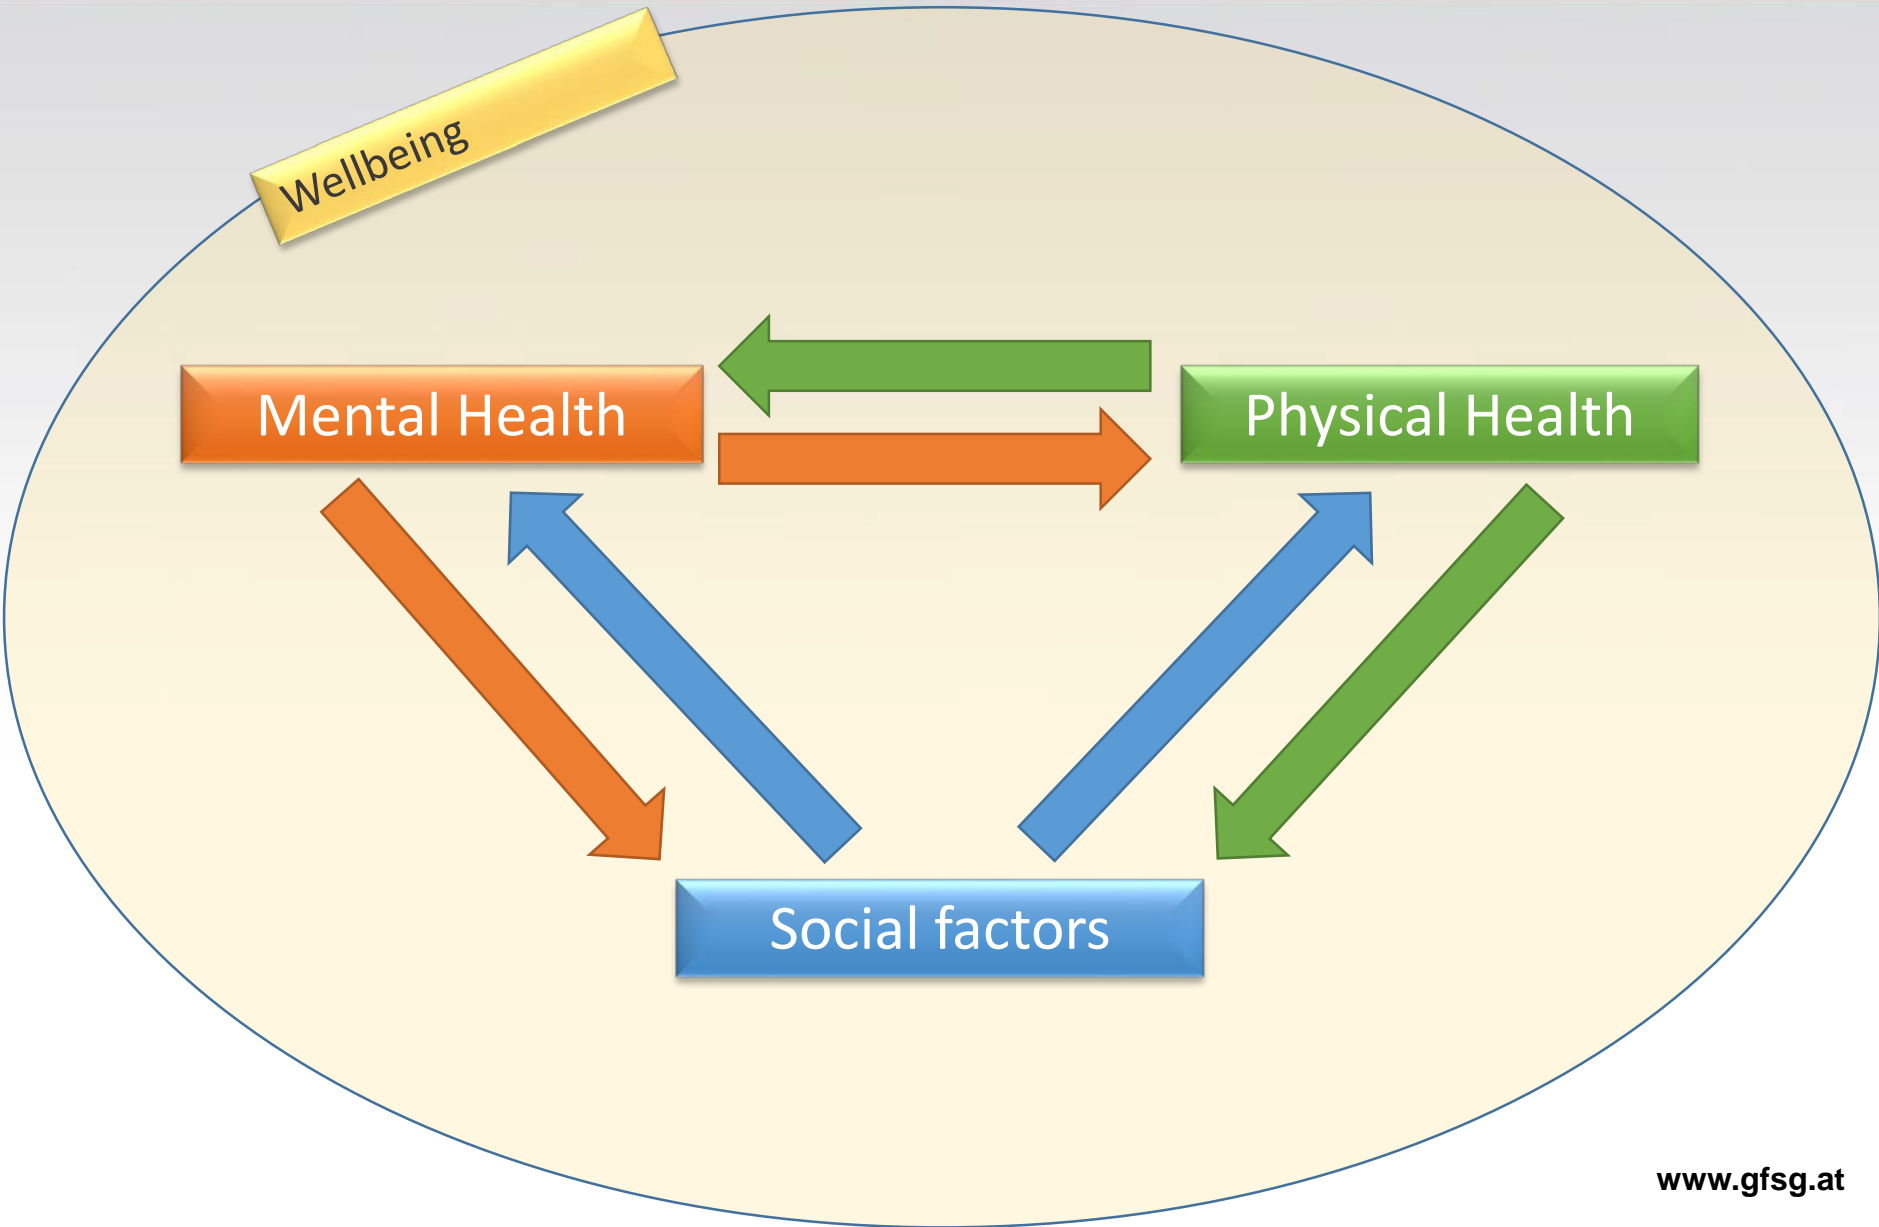 Wellbeing
Mental Health
Physical Health
Social factors
www.gfsg.at